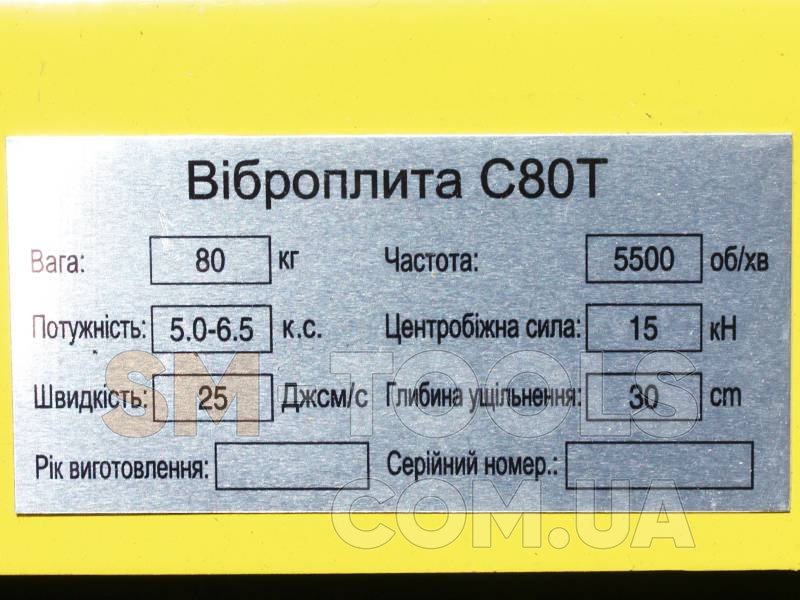 Віброплита С80Т
Вага: 80 кг Частота: 5500 об/хв
Потужність: 5.0-6.5 к.с. Центробіжна сила: 15 кН
Швидкість: 25 Джсм/с Глибина ущільнення: 30 cm
Рік виготовлення: Серійний номер.:
SM TOOLS
COM.UA